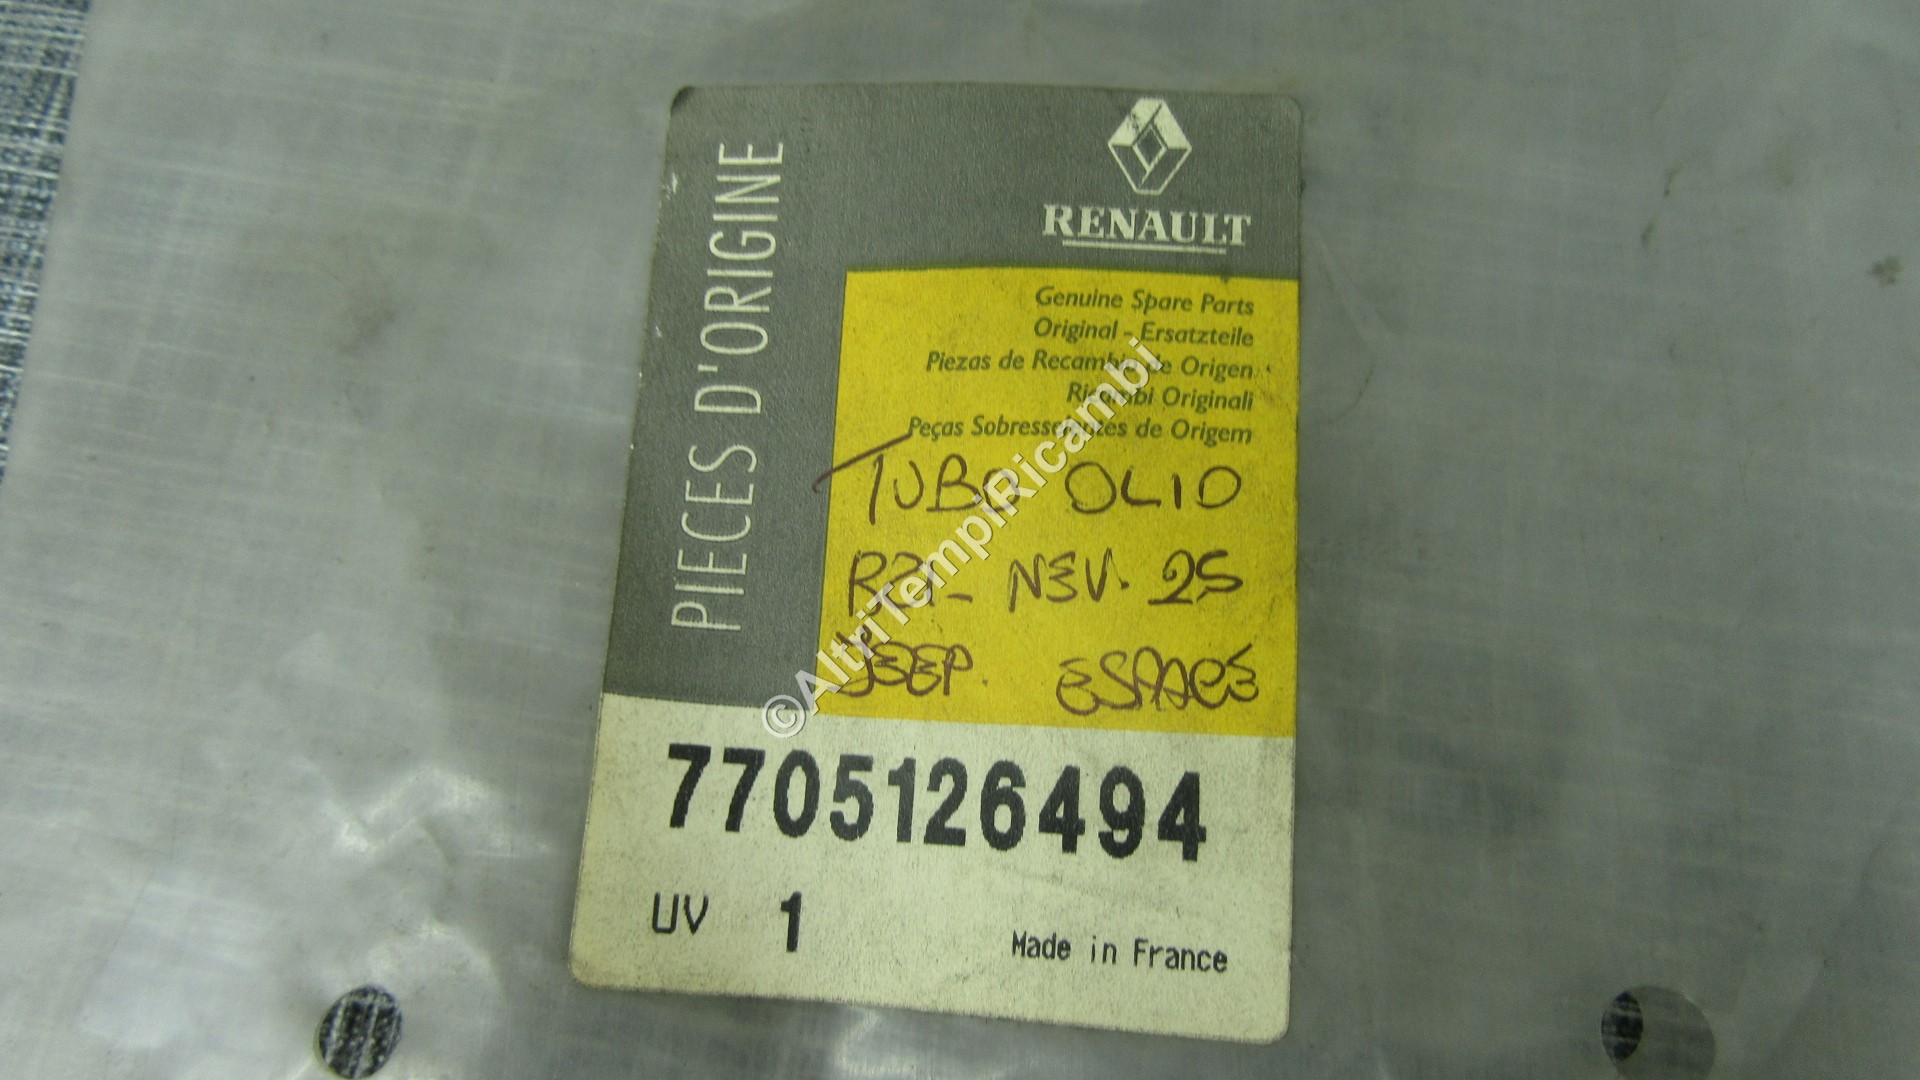 PIECES D'ORIGINE
RENAULT
Genuine Spare Parts
Original - Ersatzteile
Piezas de Recambio de Origen
Ricambi Originali
Peças Sobresselentes de Origem
TUBO OLIO
R21- NEV. 25
JEEP. ESPACE
©AltriTempiRicambi
7705126494
UV 1
Made in France